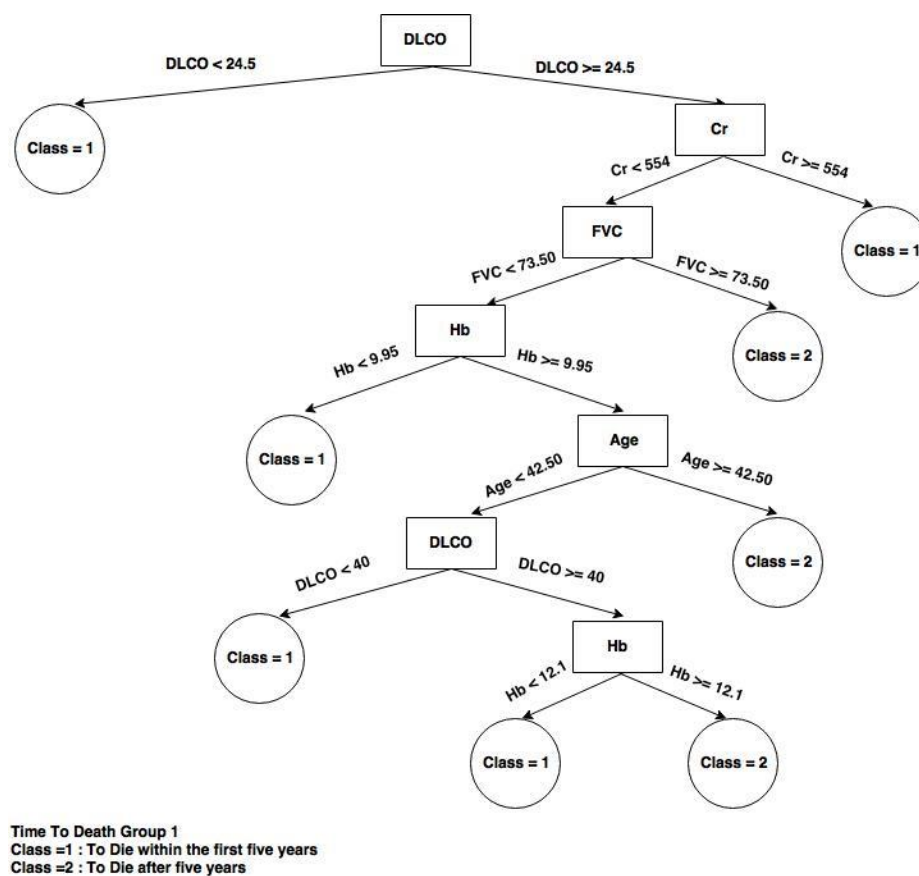 DLCO
DLCO < 24.5
DLCO >= 24.5
Class = 1
Cr
Cr < 554
Cr >= 554
FVC
Class = 1
FVC < 73.50
FVC >= 73.50
Hb
Class = 2
Hb < 9.95
Hb >= 9.95
Class = 1
Age
Age < 42.50
Age >= 42.50
DLCO
Class = 2
DLCO < 40
DLCO >= 40
Class = 1
Hb
Hb < 12.1
Hb >= 12.1
Class = 1
Class = 2
Time To Death Group 1
Class =1 : To Die within the first five years
Class =2 : To Die after five years